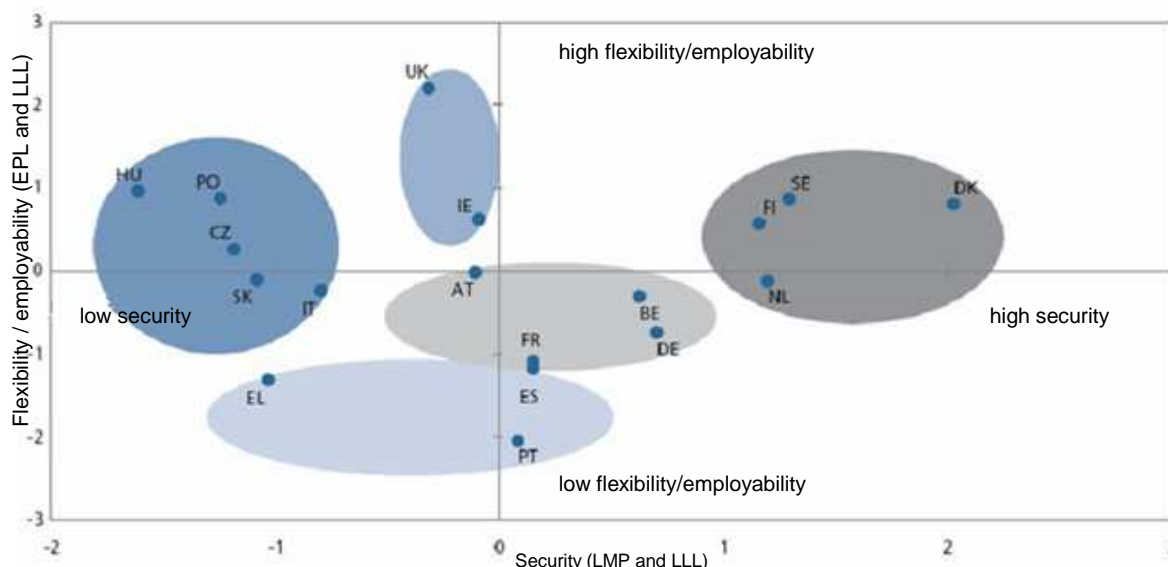 Flexibility / employability (EPL and LLL)
3
high flexibility/employability
UK
2
HU
PO
SE
DK
1
IE
FI
CZ
0
AT
SK
IT
NL
low security
BE
high security
FR
DE
-1
EL
ES
-2
PT
low flexibility/employability
-3
-2
-1
0
1
2
Security (LMP and LLL)